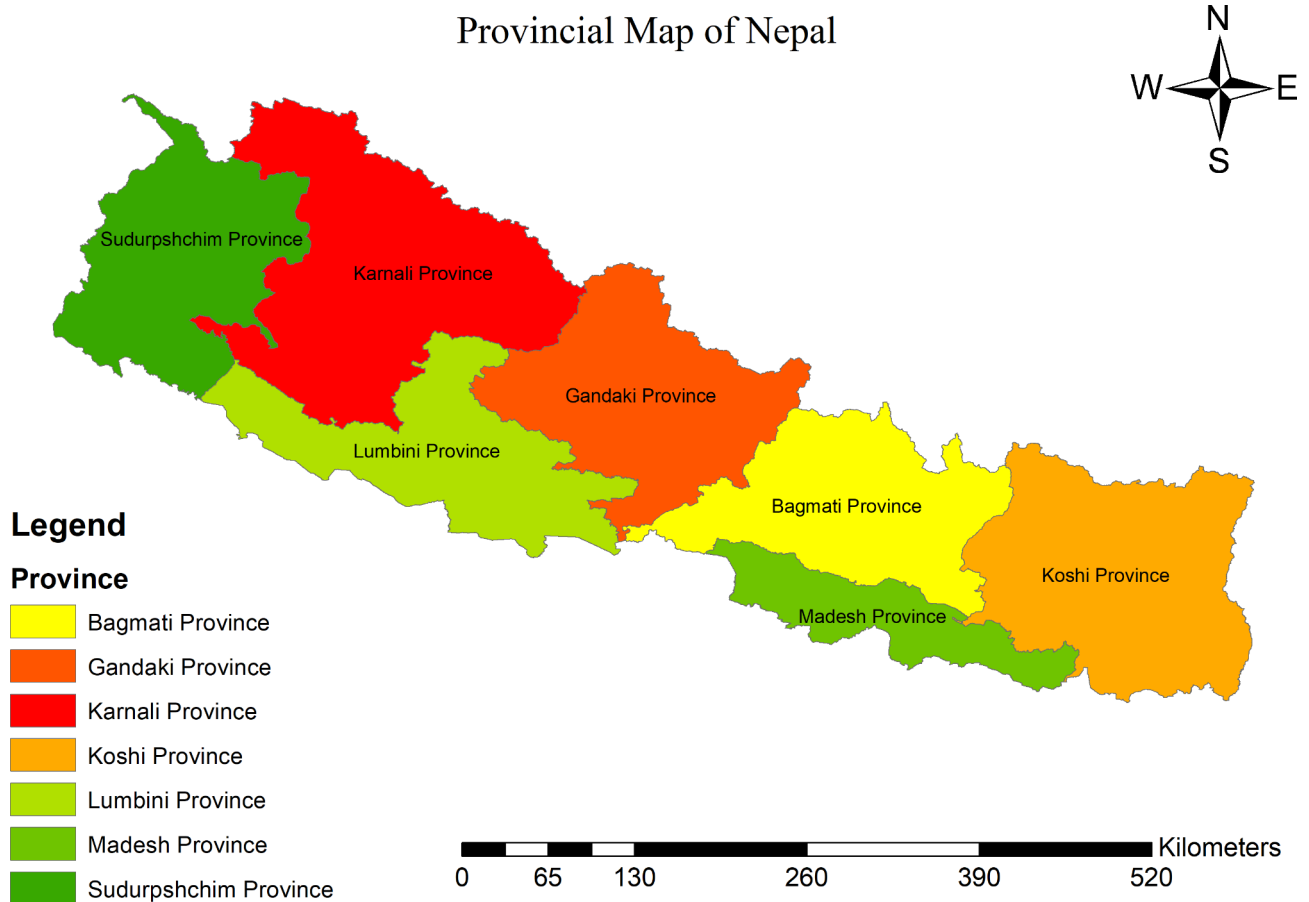 Provincial Map of Nepal
N
W E
S
Sudurpshchim Province
Karnali Province
Gandaki Province
Lumbini Province
Bagmati Province
Koshi Province
Madesh Province
Legend
Province
Bagmati Province
Gandaki Province
Karnali Province
Koshi Province
Lumbini Province
Madesh Province
Sudurpshchim Province
Kilometers
0 65 130 260 390 520